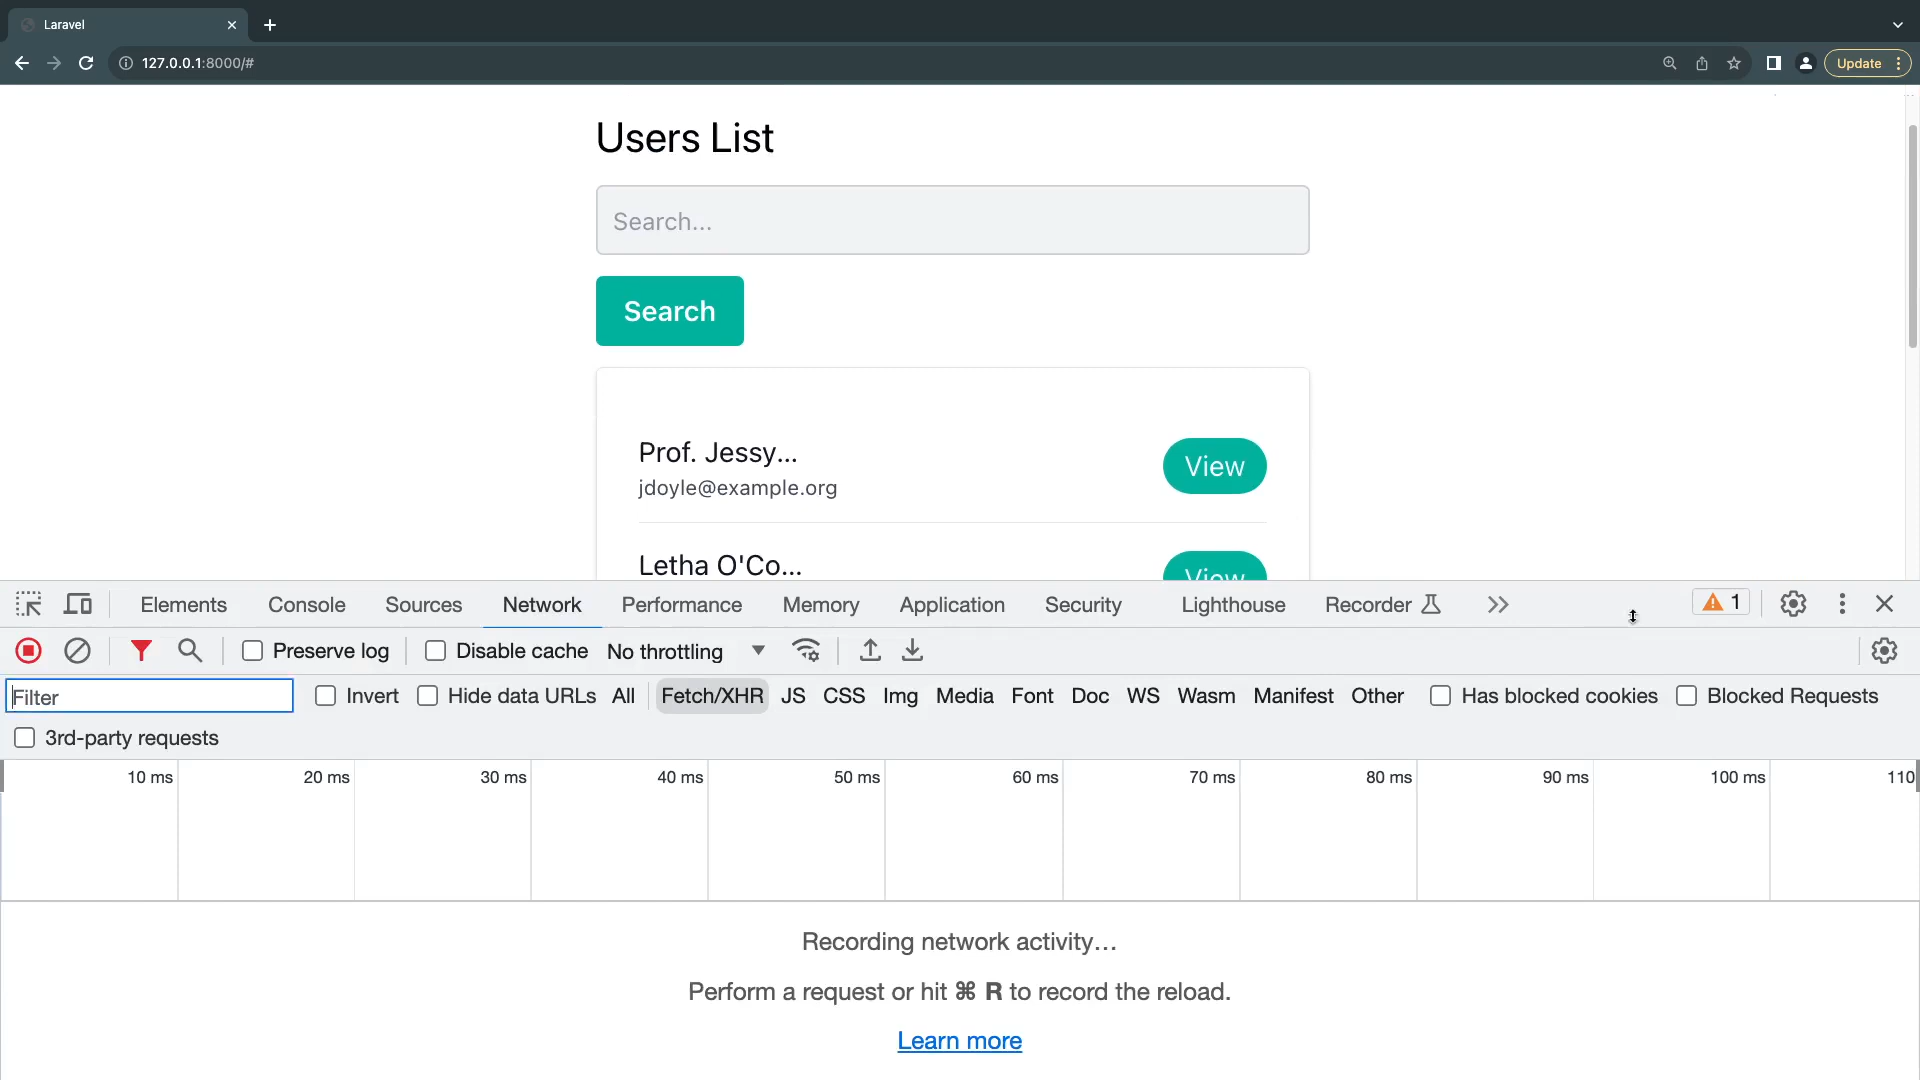 Laravel
127.0.0.1:8000/#
Update
Users List
Search...
Search
Prof. Jessy...
jdoyle@example.org
View
Letha O'Co...
View
Elements Console Sources Network Performance Memory Application Security Lighthouse Recorder 1
Preserve log Disable cache No throttling
Filter Invert Hide data URLs All Fetch/XHR JS CSS Img Media Font Doc WS Wasm Manifest Other Has blocked cookies Blocked Requests
3rd-party requests
10 ms 20 ms 30 ms 40 ms 50 ms 60 ms 70 ms 80 ms 90 ms 100 ms 110
Recording network activity…
Perform a request or hit ⌘ R to record the reload.
Learn more